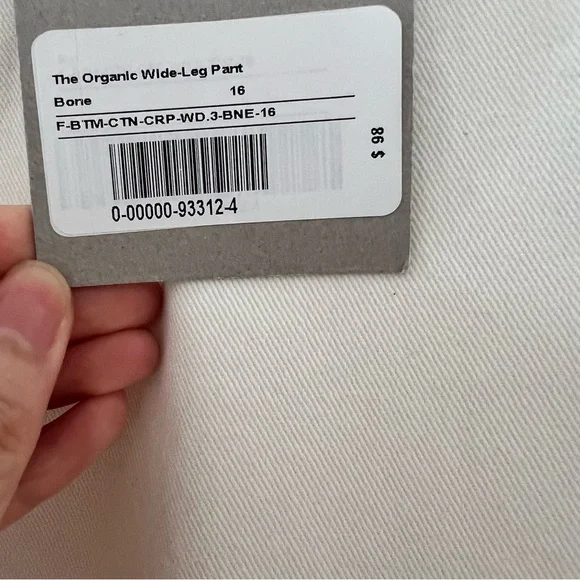 The Organic Wide-Leg Pant
Bone 16
F-BTM-CTN-CRP-WD.3-BNE-16
$ 98
0-00000-93312-4